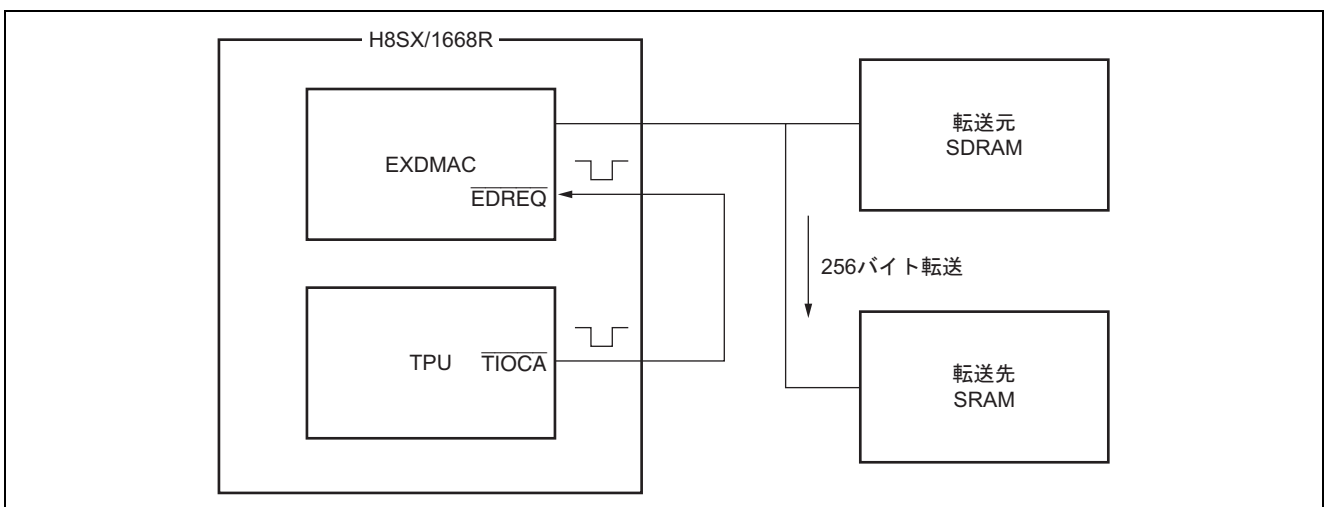 H8SX/1668R
EXDMAC
EDREQ
TPU
TIOCA
転送元
SDRAM
256バイト転送
転送先
SRAM